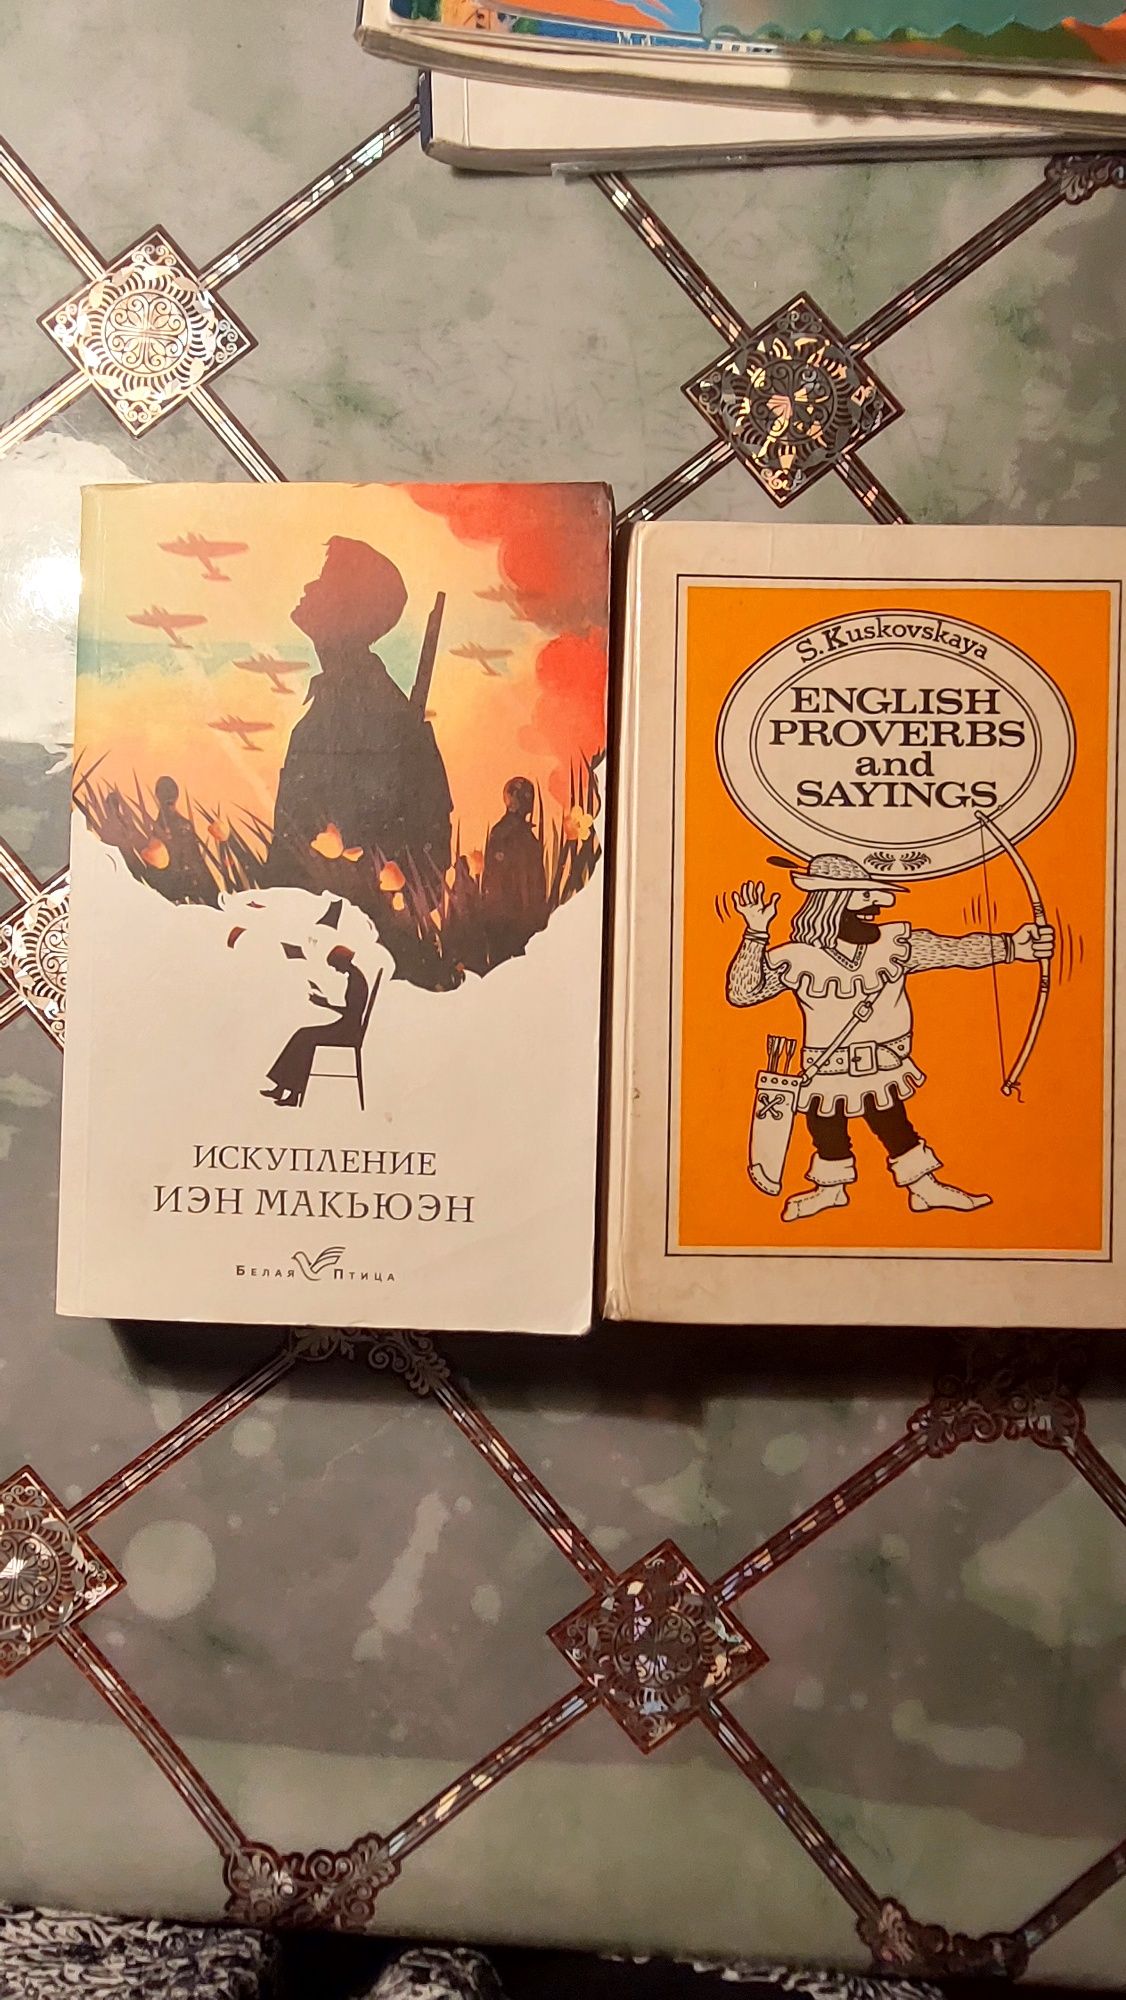 ИСКУПЛЕНИЕ
ИЭН МАКЬЮЭН
БЕЛАЯ ПТИЦА
S. Kuskovskaya
ENGLISH
PROVERBS
and
SAYINGS